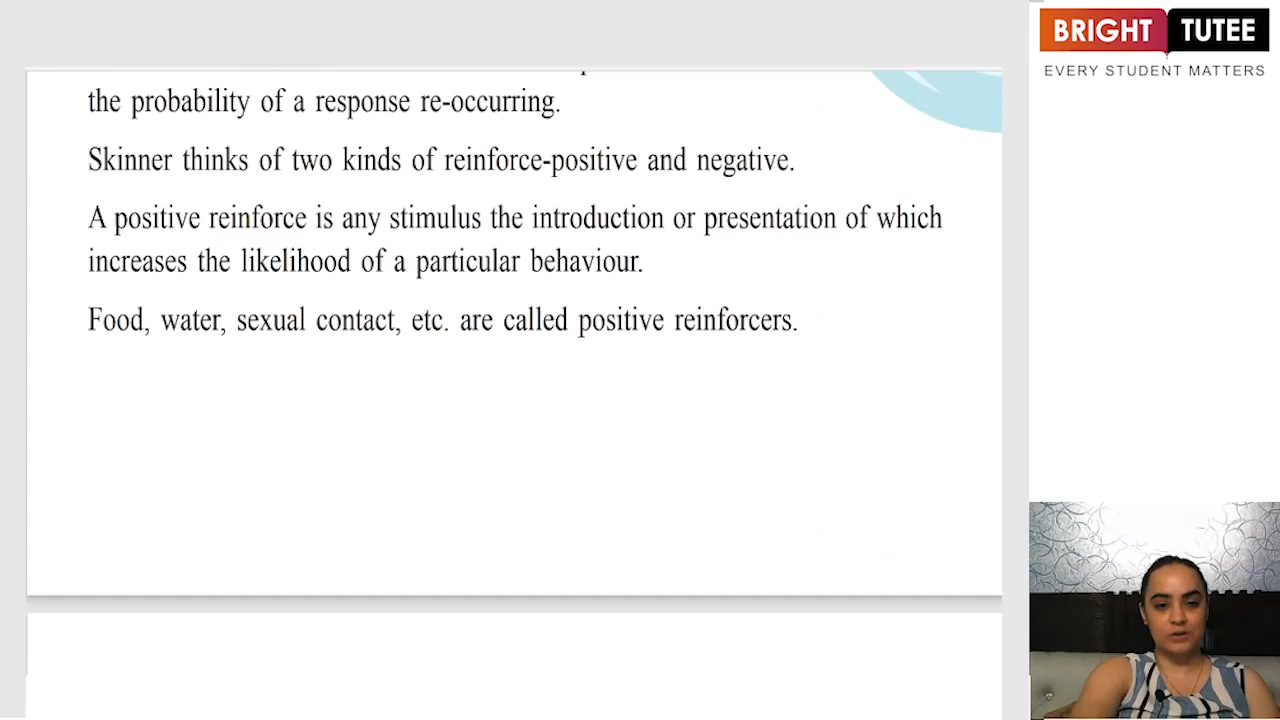 BRIGHT TUTEE
EVERY STUDENT MATTERS
the probability of a response re-occurring.
Skinner thinks of two kinds of reinforce-positive and negative.
A positive reinforce is any stimulus the introduction or presentation of which
increases the likelihood of a particular behaviour.
Food, water, sexual contact, etc. are called positive reinforcers.